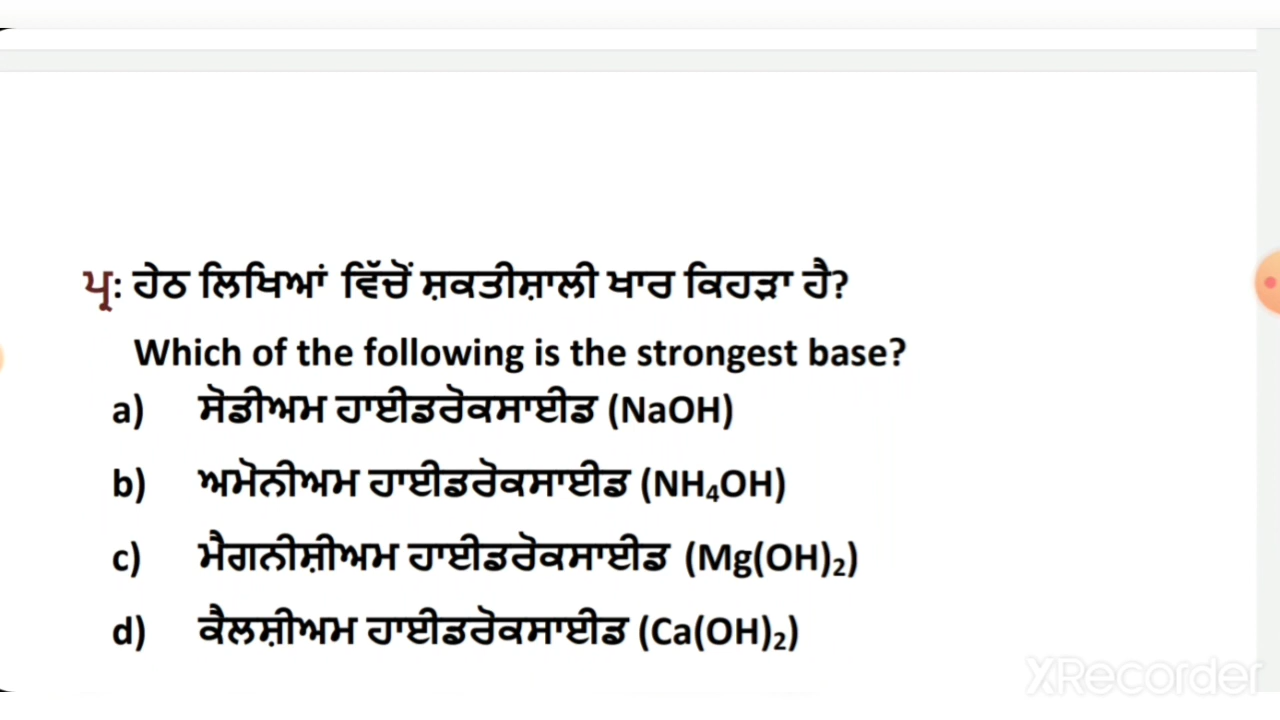 ਪ੍ਰ: ਹੇਠ ਲਿਖਿਆਂ ਵਿੱਚੋਂ ਸ਼ਕਤੀਸ਼ਾਲੀ ਖਾਰ ਕਿਹੜਾ ਹੈ?
Which of the following is the strongest base?
a) ਸੋਡੀਅਮ ਹਾਈਡਰੋਕਸਾਈਡ (NaOH)
b) ਅਮੋਨੀਅਮ ਹਾਈਡਰੋਕਸਾਈਡ (NH₄OH)
c) ਮੈਗਨੀਸ਼ੀਅਮ ਹਾਈਡਰੋਕਸਾਈਡ (Mg(OH)₂)
d) ਕੈਲਸ਼ੀਅਮ ਹਾਈਡਰੋਕਸਾਈਡ (Ca(OH)₂)
XRecorder